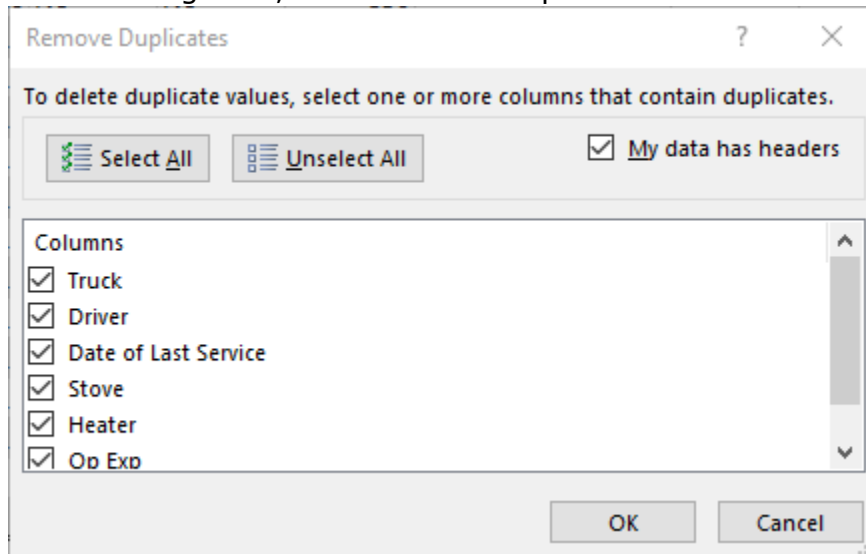 Remove Duplicates ?
To delete duplicate values, select one or more columns that contain duplicates.
Select All Unselect All My data has headers
Columns
Truck
Driver
Date of Last Service
Stove
Heater
Op Exp
OK Cancel